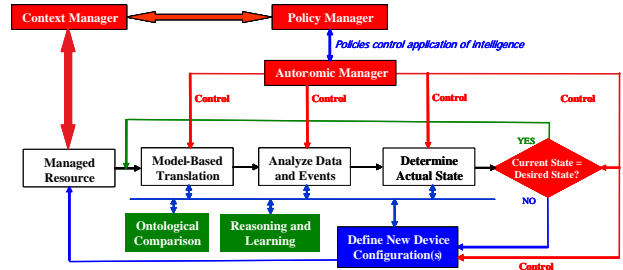 Context Manager
Policy Manager
Policies control application of intelligence
Autonomic Manager
Control
Control
Control
Control
YES
Managed
Resource
Model-Based
Translation
Analyze Data
and Events
Determine
Actual State
Current State =
Desired State?
NO
Ontological
Comparison
Reasoning and
Learning
Define New Device
Configuration(s)
Control